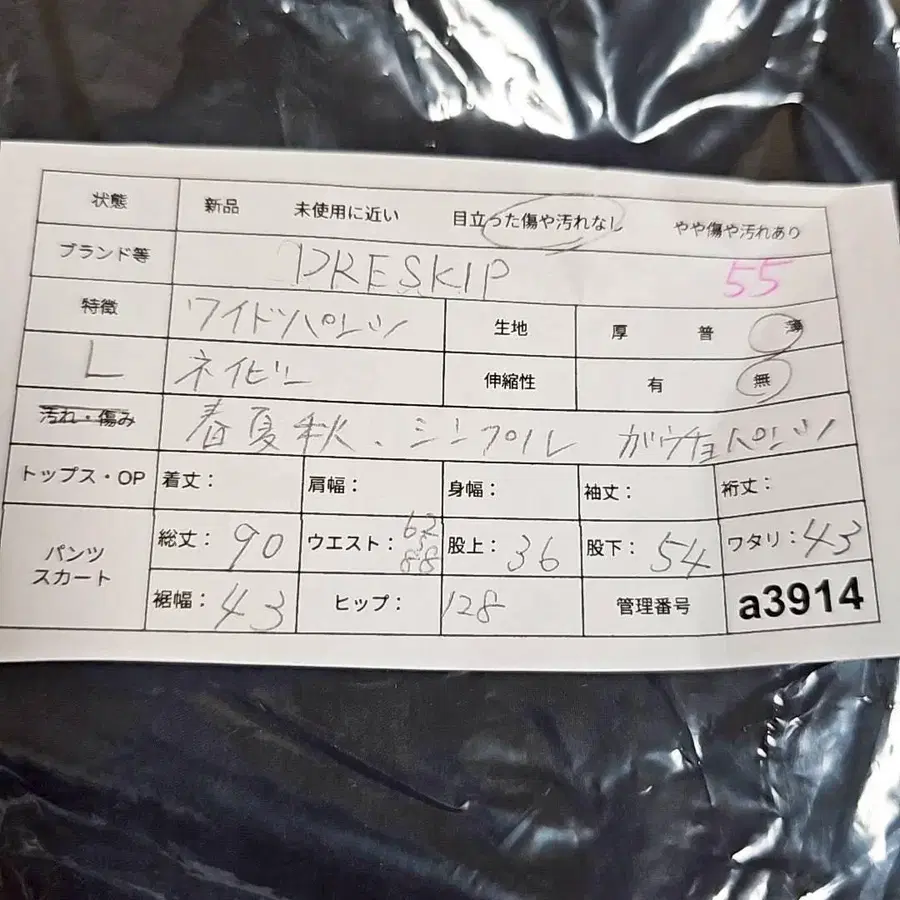 状態 新品 未使用に近い 目立った傷や汚れなし やや傷や汚れあり
ブランド等 DRESKIP 55
特徴 ワイドパンツ 生地 厚 普 薄
L ネイビー 伸縮性 有 無
汚れ・傷み 春夏秋、シンプル ガウチョパンツ
トップス・OP 着丈: 肩幅: 身幅: 袖丈: 裄丈:
パンツ スカート 総丈: 90 ウエスト: 62 88 股上: 36 股下: 54 ワタリ: 43
裾幅: 43 ヒップ: 128 管理番号 a3914